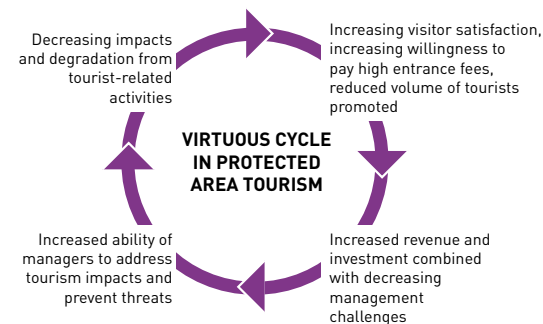 Decreasing impacts
and degradation from
tourist-related
activities
Increasing visitor satisfaction,
increasing willingness to
pay high entrance fees,
reduced volume of tourists
promoted
VIRTUOUS CYCLE
IN PROTECTED
AREA TOURISM
Increased ability of
managers to address
tourism impacts and
prevent threats
Increased revenue and
investment combined
with decreasing
management
challenges